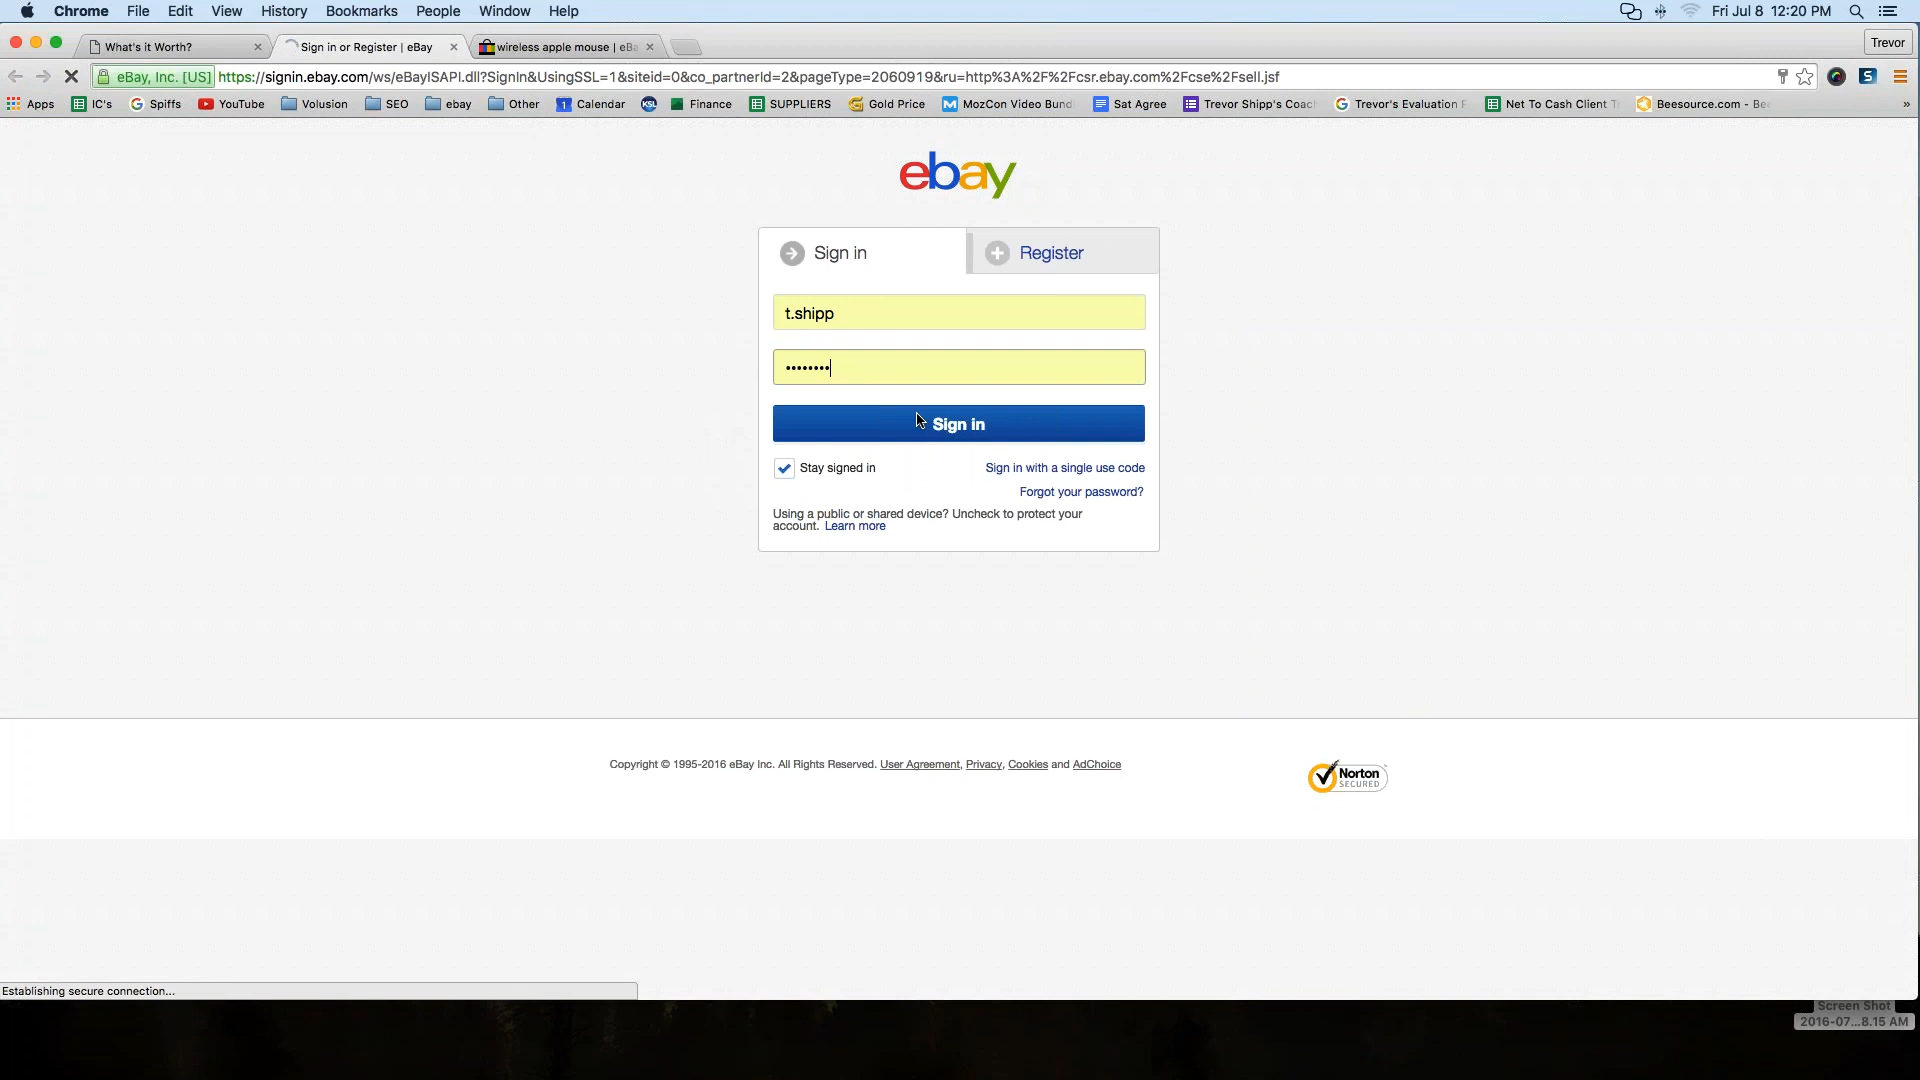 Chrome File Edit View History Bookmarks People Window Help Fri Jul 8 12:20 PM
What's it Worth? Sign in or Register | eBay wireless apple mouse | eBa Trevor
eBay, Inc. [US] https://signin.ebay.com/ws/eBayISAPI.dll?SignIn&UsingSSL=1&siteid=0&co_partnerId=2&pageType=2060919&ru=http%3A%2F%2Fcsr.ebay.com%2Fcse%2Fsell.jsf
Apps IC's Spiffs YouTube Volusion SEO ebay Other 1 Calendar KSL Finance SUPPLIERS Gold Price MozCon Video Bund Sat Agree Trevor Shipp's Coac Trevor's Evaluation F Net To Cash Client T Beesource.com - Bee »
ebay
Sign in Register
t.shipp
••••••••
Sign in
Stay signed in Sign in with a single use code
Forgot your password?
Using a public or shared device? Uncheck to protect your
account. Learn more
Copyright © 1995-2016 eBay Inc. All Rights Reserved. User Agreement, Privacy, Cookies and AdChoice
Norton
SECURED
Establishing secure connection...
Screen Shot
2016-07...8.15 AM